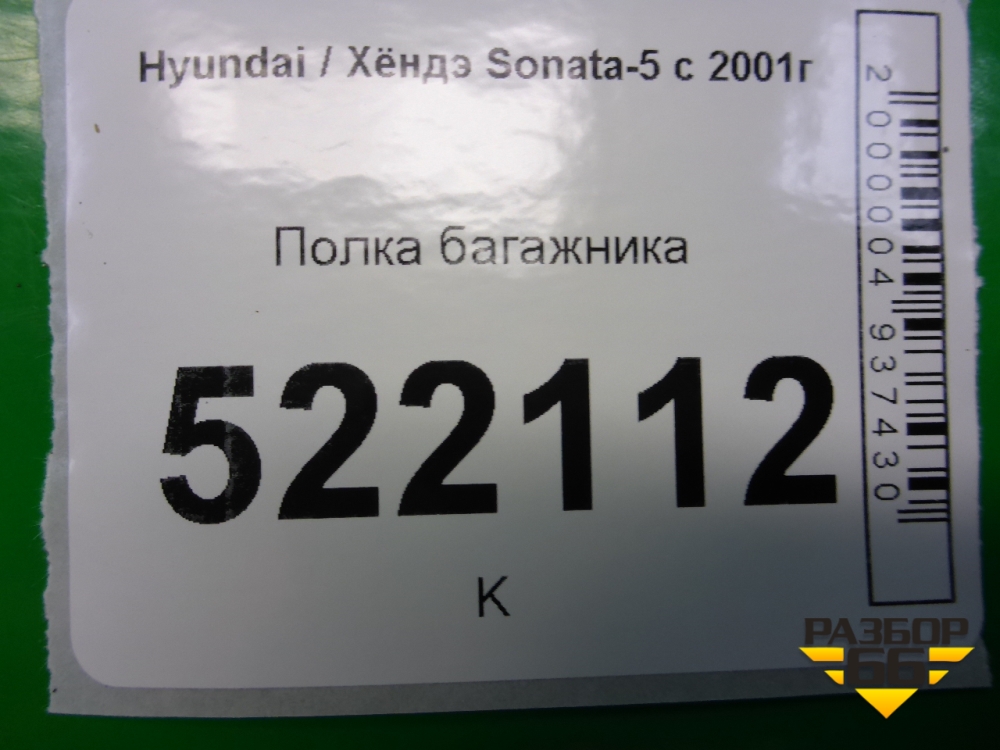 Hyundai / Хёндэ Sonata-5 с 2001г
Полка багажника
522112
К
2000004937430
РАЗБОР
66